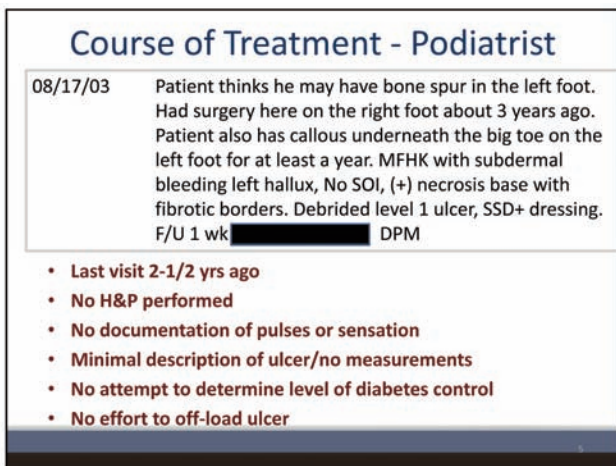 Course of Treatment - Podiatrist
08/17/03 Patient thinks he may have bone spur in the left foot.
Had surgery here on the right foot about 3 years ago.
Patient also has callous underneath the big toe on the
left foot for at least a year. MFHK with subdermal
bleeding left hallux, No SOI, (+) necrosis base with
fibrotic borders. Debrided level 1 ulcer, SSD+ dressing.
F/U 1 wk DPM
• Last visit 2-1/2 yrs ago
• No H&P performed
• No documentation of pulses or sensation
• Minimal description of ulcer/no measurements
• No attempt to determine level of diabetes control
• No effort to off-load ulcer
5